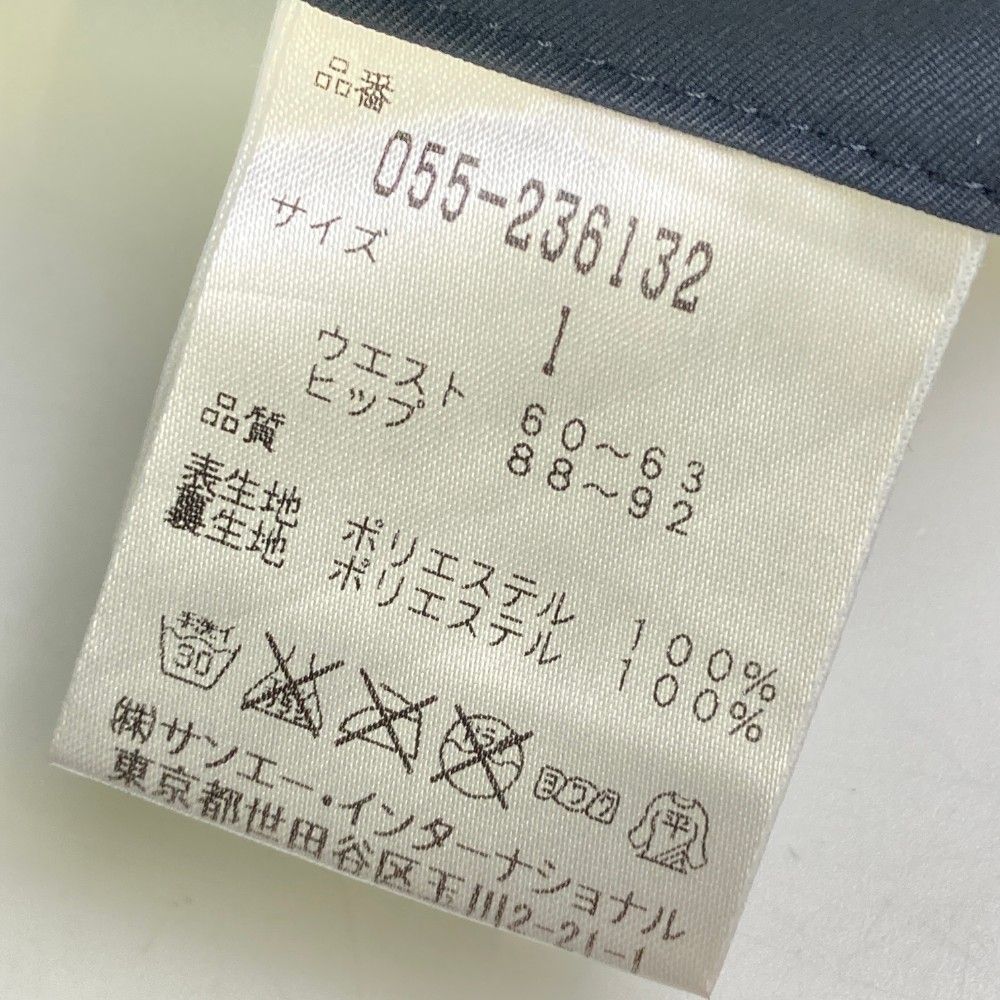 品番
055-236132
サイズ
1
ウエスト 60〜63
ヒップ 88〜92
品質
表生地 ポリエステル 100%
裏生地 ポリエステル 100%
手洗イ
30
ヨワク
平
(株)サンエー・インターナショナル
東京都世田谷区玉川2-21-1